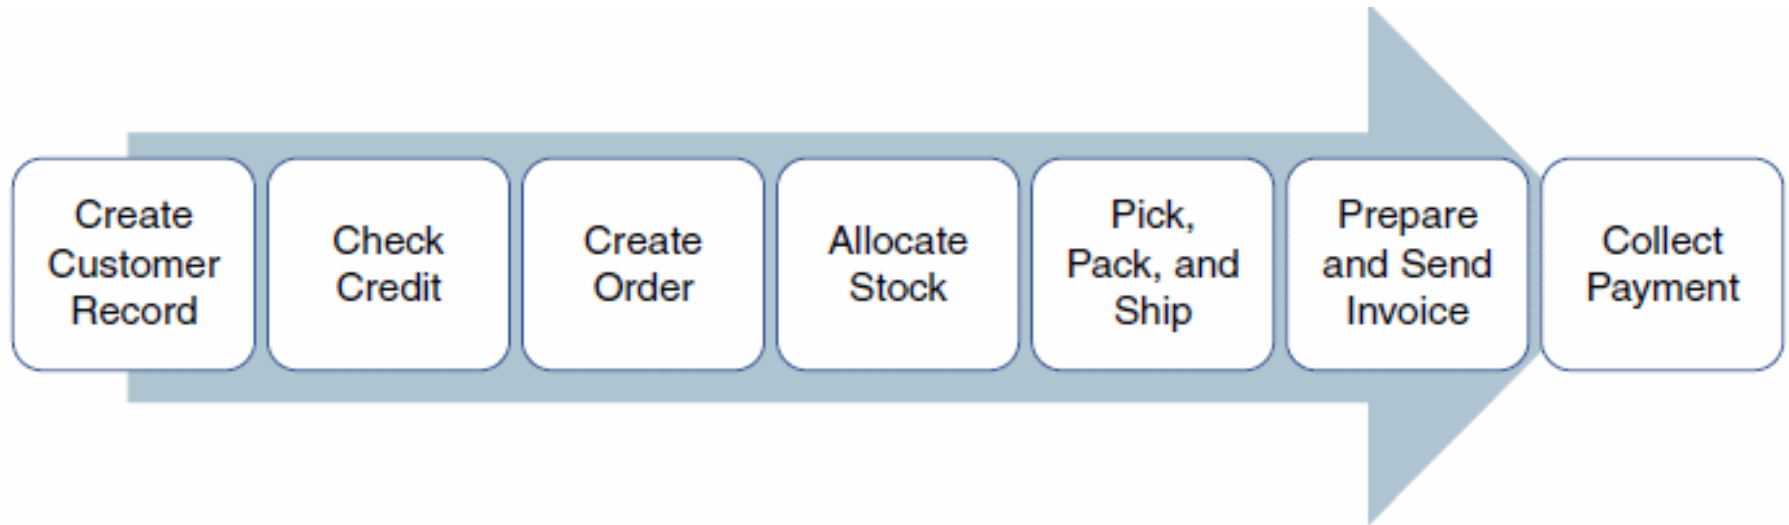 Create
Customer
Record
Check
Credit
Create
Order
Allocate
Stock
Pick,
Pack, and
Ship
Prepare
and Send
Invoice
Collect
Payment